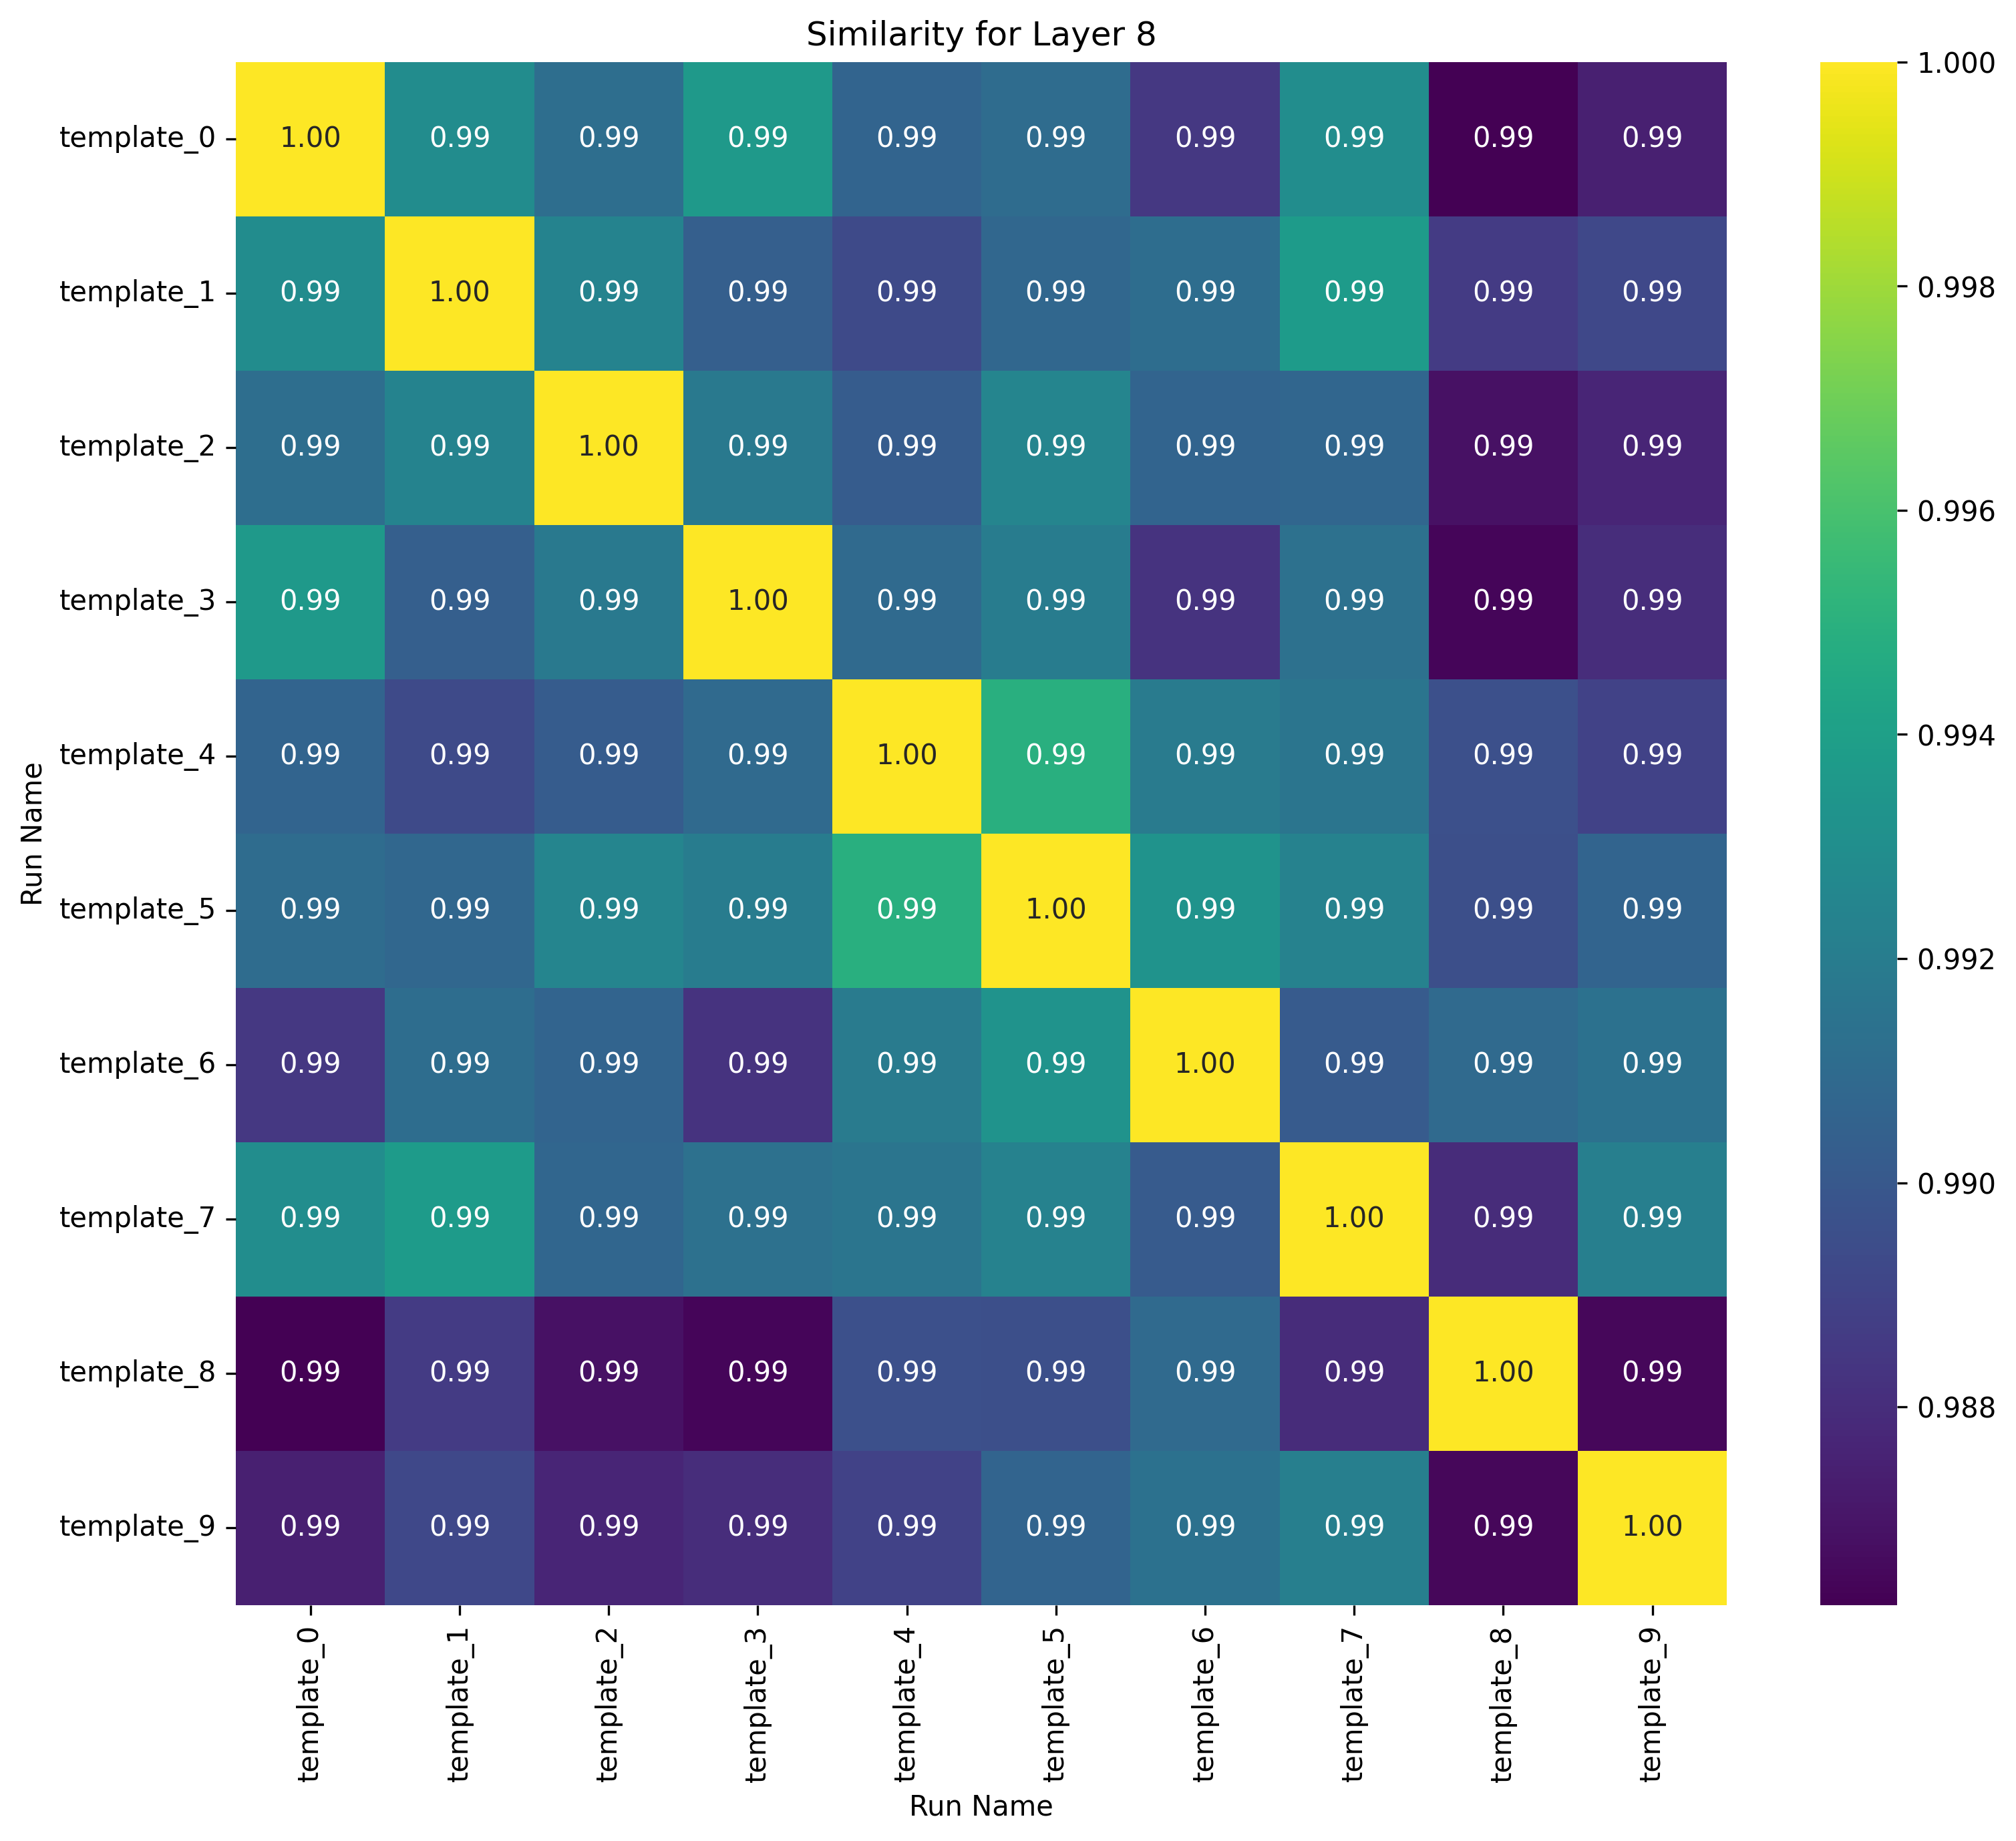 Similarity for Layer 8
template_0 1.00 0.99 0.99 0.99 0.99 0.99 0.99 0.99 0.99 0.99
template_1 0.99 1.00 0.99 0.99 0.99 0.99 0.99 0.99 0.99 0.99
template_2 0.99 0.99 1.00 0.99 0.99 0.99 0.99 0.99 0.99 0.99
template_3 0.99 0.99 0.99 1.00 0.99 0.99 0.99 0.99 0.99 0.99
template_4 0.99 0.99 0.99 0.99 1.00 0.99 0.99 0.99 0.99 0.99
template_5 0.99 0.99 0.99 0.99 0.99 1.00 0.99 0.99 0.99 0.99
template_6 0.99 0.99 0.99 0.99 0.99 0.99 1.00 0.99 0.99 0.99
template_7 0.99 0.99 0.99 0.99 0.99 0.99 0.99 1.00 0.99 0.99
template_8 0.99 0.99 0.99 0.99 0.99 0.99 0.99 0.99 1.00 0.99
template_9 0.99 0.99 0.99 0.99 0.99 0.99 0.99 0.99 0.99 1.00
Run Name
template_0 template_1 template_2 template_3 template_4 template_5 template_6 template_7 template_8 template_9
Run Name
1.000
0.998
0.996
0.994
0.992
0.990
0.988